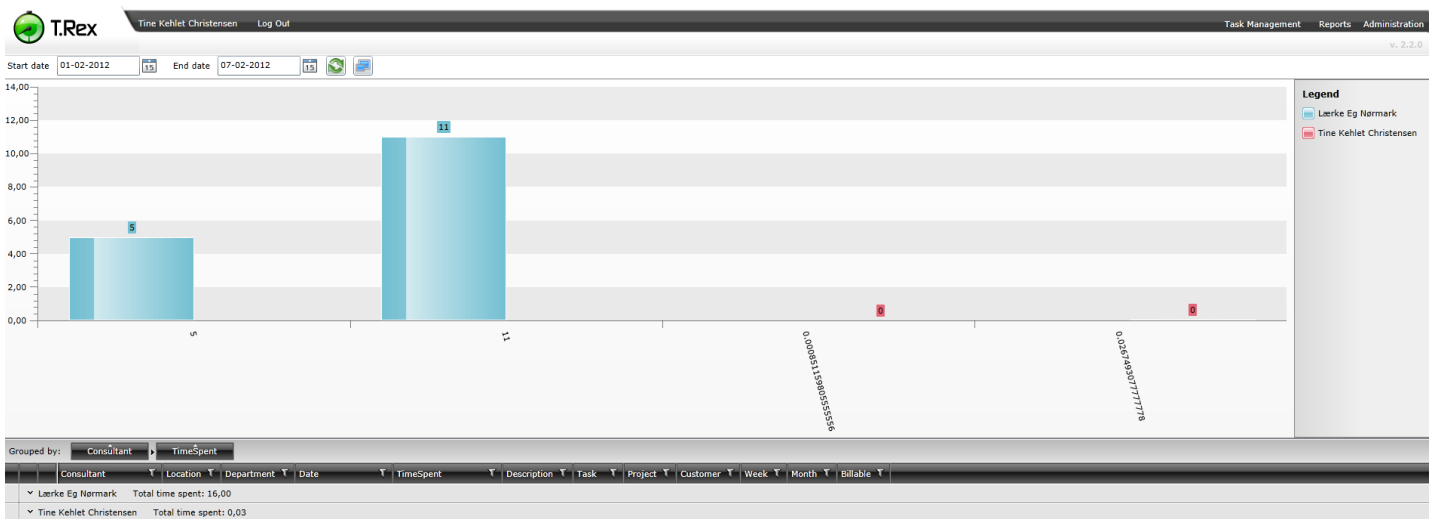 T.Rex Tine Kehlet Christensen Log Out Task Management Reports Administration
v. 2.2.0
Start date 01-02-2012 15 End date 07-02-2012 15
14,00
12,00
10,00
8,00
6,00
4,00
2,00
0,00
5
11
0
0
5
11
0.0008511598055555556
0.0267493077777778
Legend
Lærke Eg Nørmark
Tine Kehlet Christensen
Grouped by: Consultant TimeSpent
Consultant Location Department Date TimeSpent Description Task Project Customer Week Month Billable
Lærke Eg Nørmark Total time spent: 16,00
Tine Kehlet Christensen Total time spent: 0,03